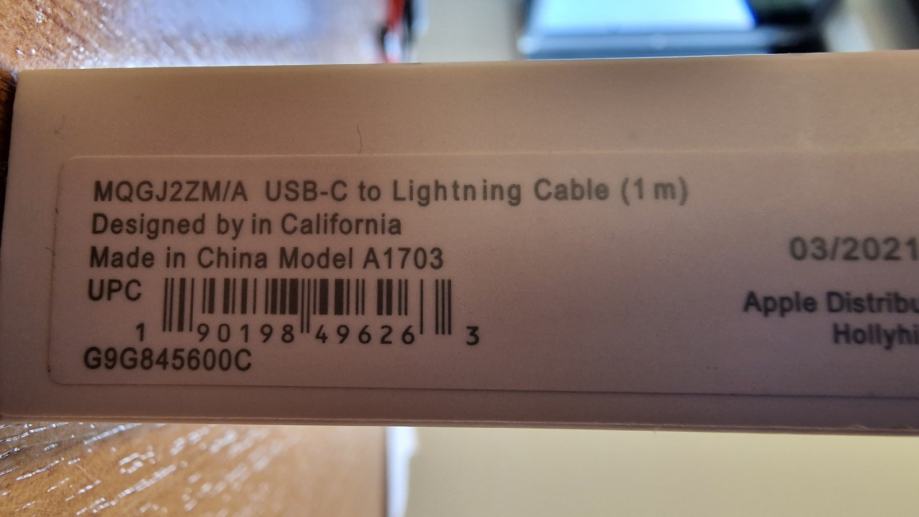 MQGJ2ZM/A USB-C to Lightning Cable (1 m)
Designed by in California
Made in China Model A1703
UPC
1 90198 49626 3
G9G845600C
03/2021
Apple Distribu
Hollyhi